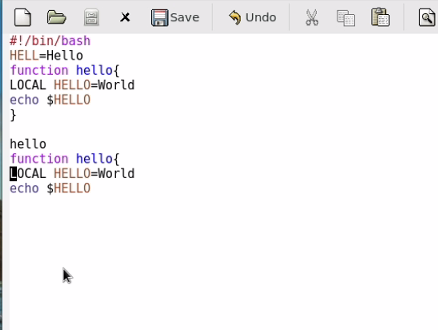 Save Undo
#!/bin/bash
HELL=Hello
function hello{
LOCAL HELLO=World
echo $HELLO
}
hello
function hello{
LOCAL HELLO=World
echo $HELLO